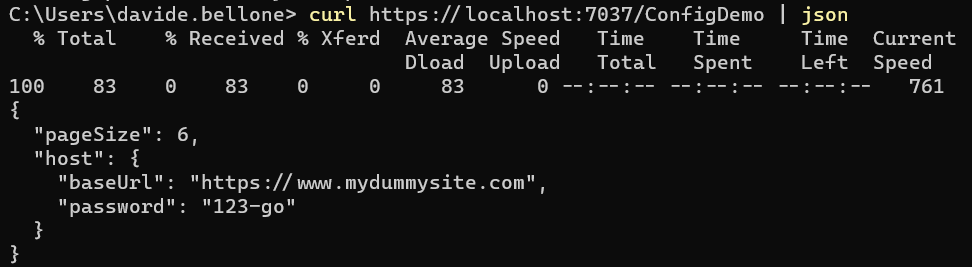 C:\Users\davide.bellone> curl https://localhost:7037/ConfigDemo | json
  % Total    % Received % Xferd  Average Speed   Time    Time     Time  Current
                                 Dload  Upload   Total   Spent    Left  Speed
100    83    0    83    0     0     83      0 --:--:-- --:--:-- --:--:--   761
{
  "pageSize": 6,
  "host": {
    "baseUrl": "https://www.mydummysite.com",
    "password": "123-go"
  }
}